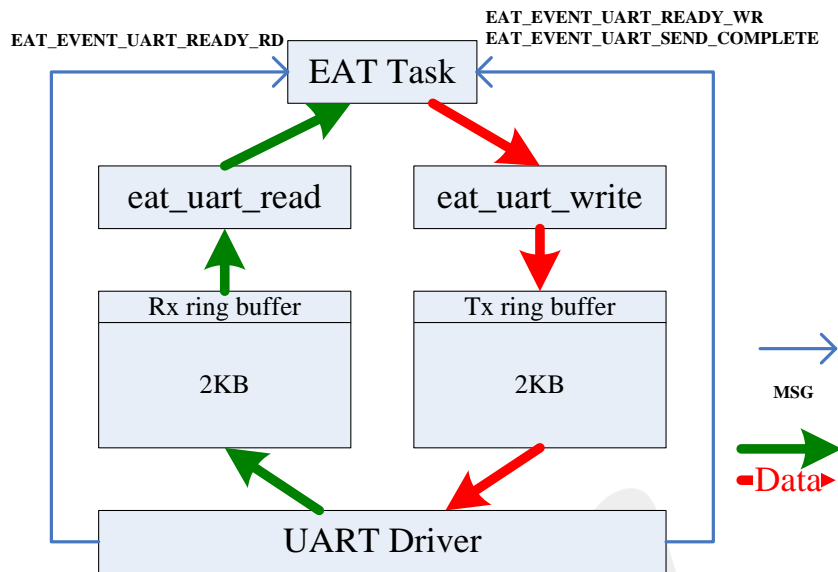 EAT_EVENT_UART_READY_WR
EAT_EVENT_UART_READY_RD
EAT_EVENT_UART_SEND_COMPLETE
EAT Task
eat_uart_read
eat_uart_write
Rx ring buffer
Tx ring buffer
2KB
2KB
MSG
Data
UART Driver